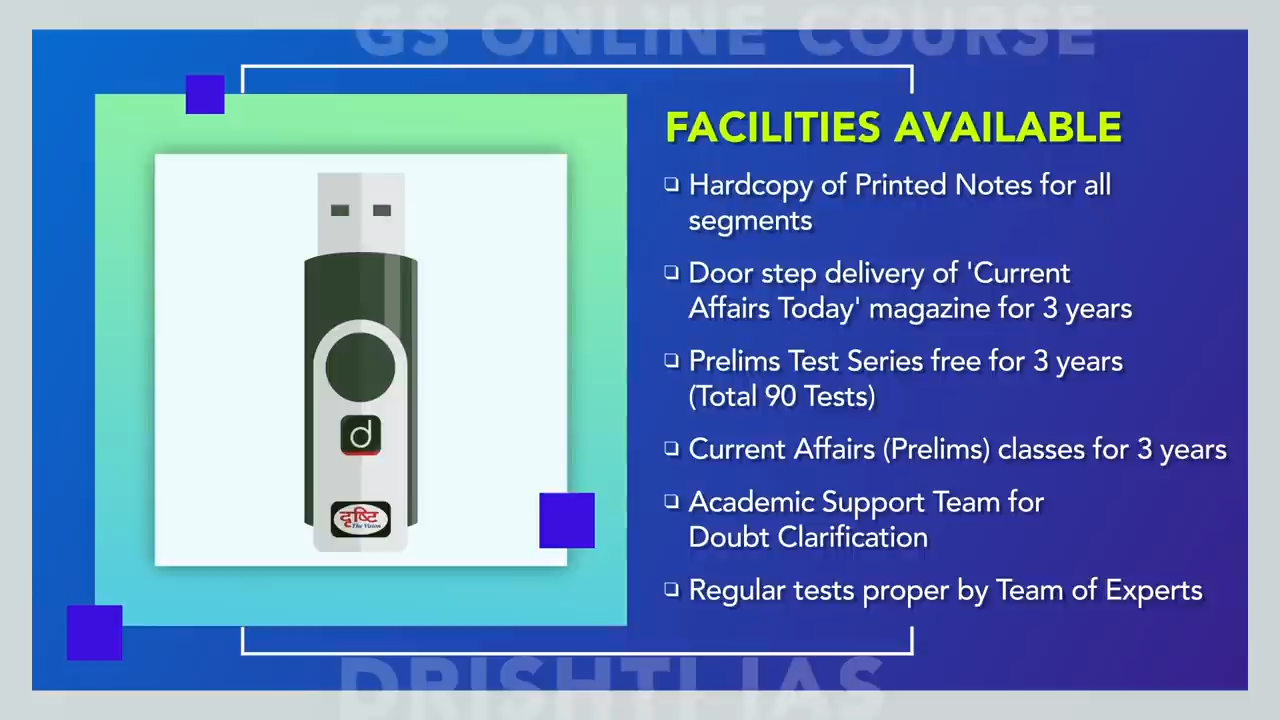 GS ONLINE COURSE
FACILITIES AVAILABLE
Hardcopy of Printed Notes for all
segments
Door step delivery of 'Current
Affairs Today' magazine for 3 years
Prelims Test Series free for 3 years
(Total 90 Tests)
Current Affairs (Prelims) classes for 3 years
Academic Support Team for
Doubt Clarification
Regular tests proper by Team of Experts
d
दृष्टि
The Vision
DRISHTI IAS